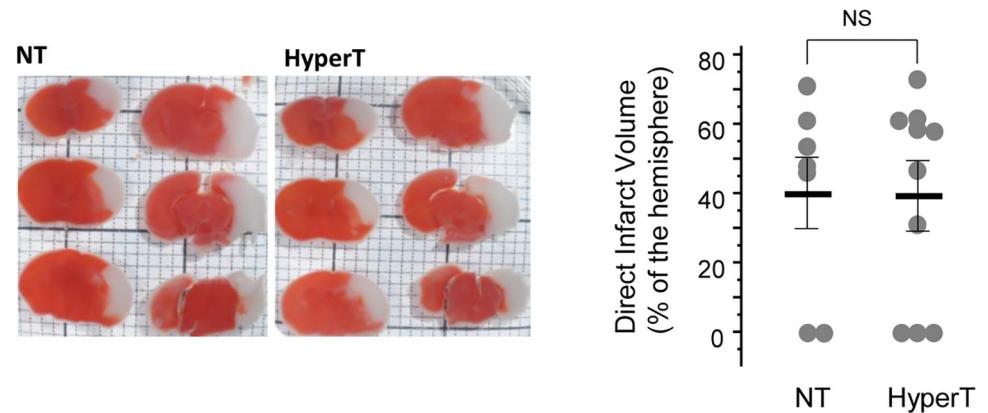 NT
HyperT
NS
Direct Infarct Volume
(% of the hemisphere)
80
60
40
20
0
NT
HyperT